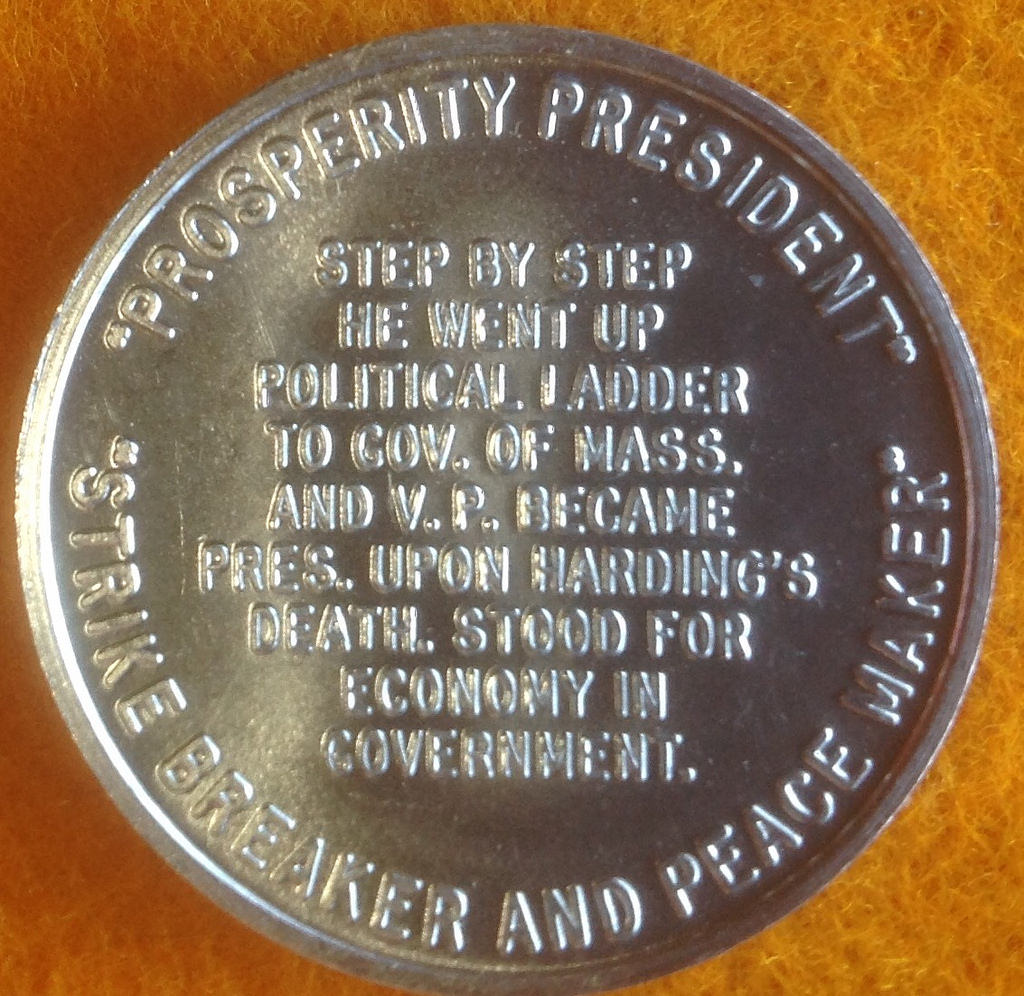 "PROSPERITY PRESIDENT"
STEP BY STEP
HE WENT UP
POLITICAL LADDER
TO GOV. OF MASS.
AND V.P. BECAME
PRES. UPON HARDING'S
DEATH. STOOD FOR
ECONOMY IN
GOVERNMENT.
"STRIKE BREAKER AND PEACE MAKER"